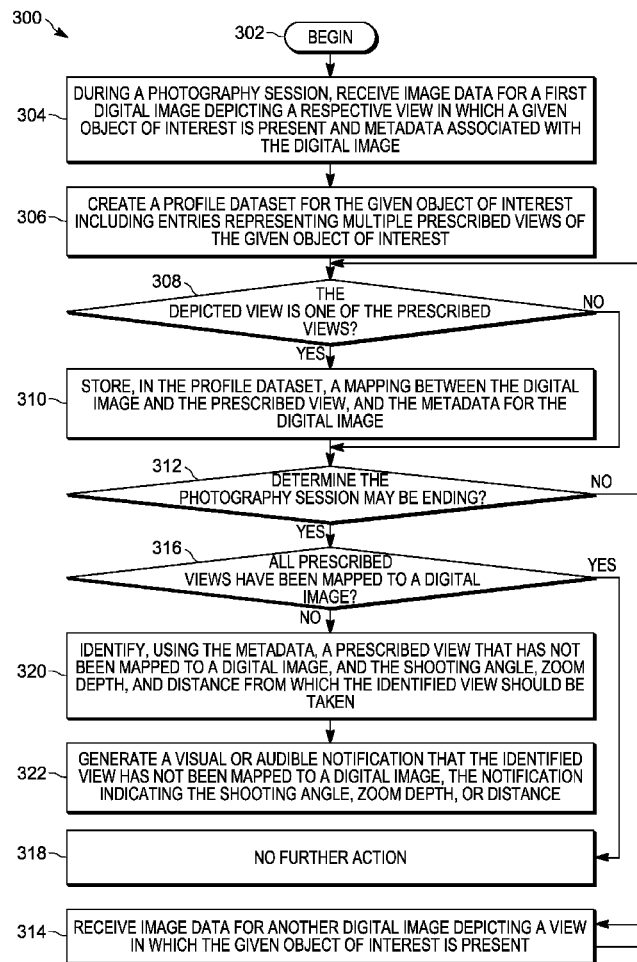 300
302
BEGIN
304
DURING A PHOTOGRAPHY SESSION, RECEIVE IMAGE DATA FOR A FIRST
DIGITAL IMAGE DEPICTING A RESPECTIVE VIEW IN WHICH A GIVEN
OBJECT OF INTEREST IS PRESENT AND METADATA ASSOCIATED WITH
THE DIGITAL IMAGE
306
CREATE A PROFILE DATASET FOR THE GIVEN OBJECT OF INTEREST
INCLUDING ENTRIES REPRESENTING MULTIPLE PRESCRIBED VIEWS OF
THE GIVEN OBJECT OF INTEREST
308
THE
DEPICTED VIEW IS ONE OF THE PRESCRIBED
VIEWS?
NO
YES
310
STORE, IN THE PROFILE DATASET, A MAPPING BETWEEN THE DIGITAL
IMAGE AND THE PRESCRIBED VIEW, AND THE METADATA FOR THE
DIGITAL IMAGE
312
DETERMINE THE
PHOTOGRAPHY SESSION MAY BE ENDING?
NO
YES
316
ALL PRESCRIBED
VIEWS HAVE BEEN MAPPED TO A DIGITAL
IMAGE?
YES
NO
320
IDENTIFY, USING THE METADATA, A PRESCRIBED VIEW THAT HAS NOT
BEEN MAPPED TO A DIGITAL IMAGE, AND THE SHOOTING ANGLE, ZOOM
DEPTH, AND DISTANCE FROM WHICH THE IDENTIFIED VIEW SHOULD BE
TAKEN
322
GENERATE A VISUAL OR AUDIBLE NOTIFICATION THAT THE IDENTIFIED
VIEW HAS NOT BEEN MAPPED TO A DIGITAL IMAGE, THE NOTIFICATION
INDICATING THE SHOOTING ANGLE, ZOOM DEPTH, OR DISTANCE
318
NO FURTHER ACTION
314
RECEIVE IMAGE DATA FOR ANOTHER DIGITAL IMAGE DEPICTING A VIEW
IN WHICH THE GIVEN OBJECT OF INTEREST IS PRESENT